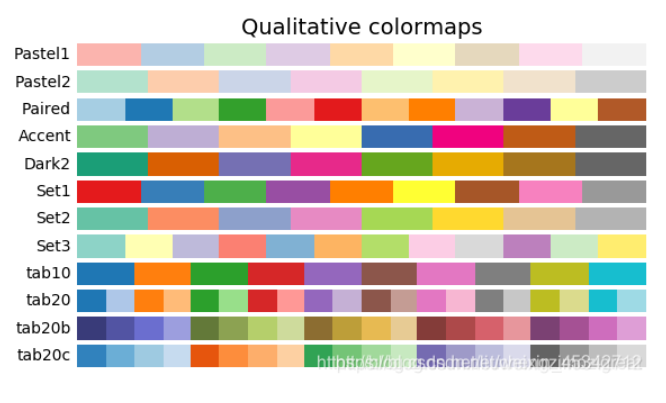 Qualitative colormaps
Pastel1
Pastel2
Paired
Accent
Dark2
Set1
Set2
Set3
tab10
tab20
tab20b
tab20c